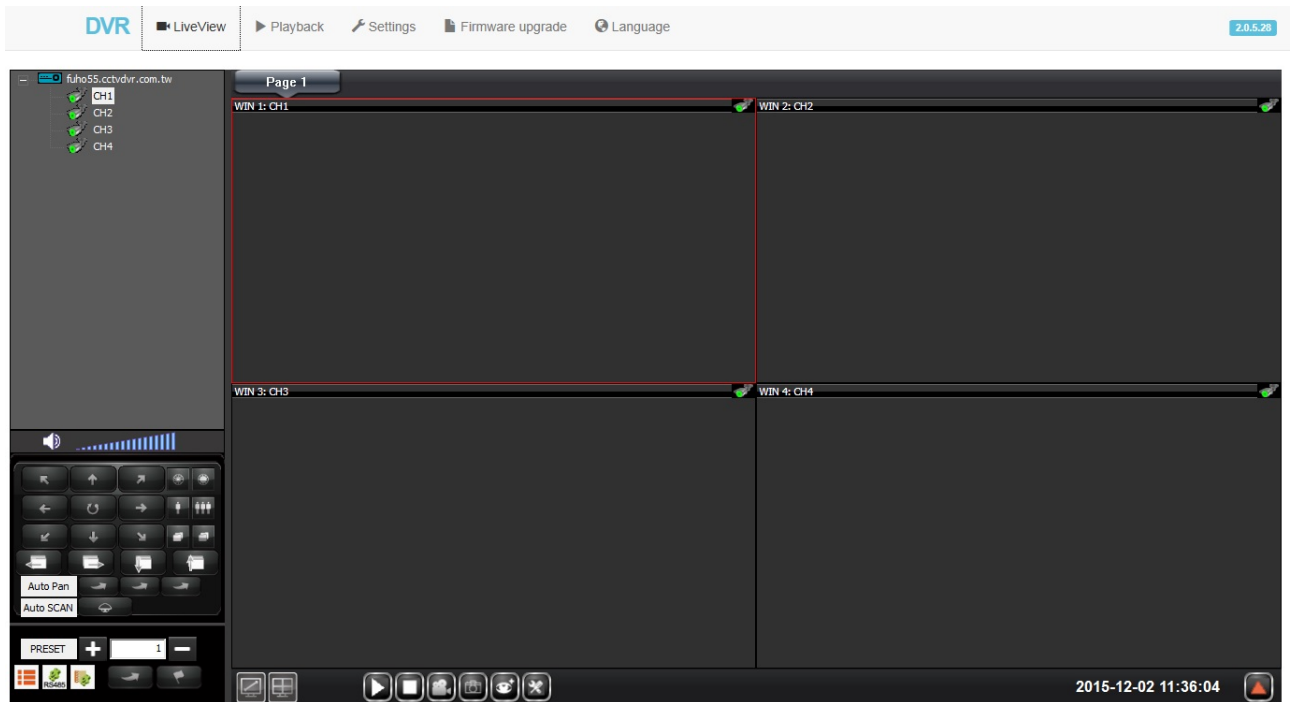 DVR LiveView Playback Settings Firmware upgrade Language 2.0.5.28
fuho55.cctvdvr.com.tw
CH1
CH2
CH3
CH4
Page 1
WIN 1: CH1
WIN 2: CH2
WIN 3: CH3
WIN 4: CH4
Auto Pan
Auto SCAN
PRESET 1
RS485
2015-12-02 11:36:04